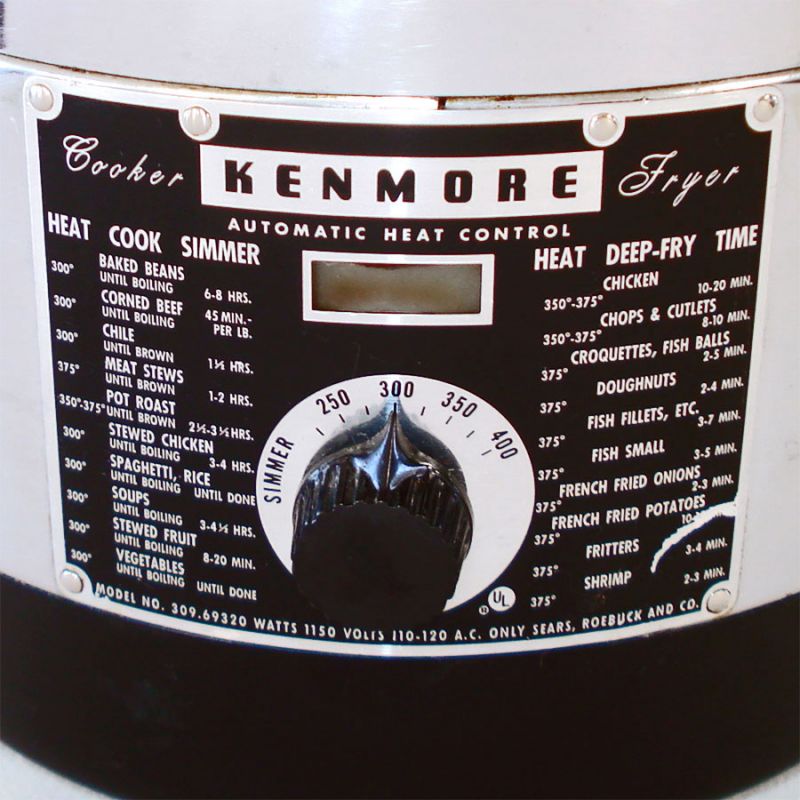 Cooker KENMORE Fryer
AUTOMATIC HEAT CONTROL
HEAT COOK SIMMER
300° BAKED BEANS
UNTIL BOILING 6-8 HRS.
300° CORNED BEEF
UNTIL BOILING 45 MIN.-
PER LB.
300° CHILE
UNTIL BROWN 1½ HRS.
375° MEAT STEWS
UNTIL BROWN 1-2 HRS.
350°-375° POT ROAST
UNTIL BROWN 2½-3½ HRS.
300° STEWED CHICKEN
UNTIL BOILING 3-4 HRS.
300° SPAGHETTI, RICE
UNTIL BOILING UNTIL DONE
300° SOUPS
UNTIL BOILING 3-4½ HRS.
300° STEWED FRUIT
UNTIL BOILING 8-20 MIN.
300° VEGETABLES
UNTIL BOILING UNTIL DONE
SIMMER 250 300 350 400
HEAT DEEP-FRY TIME
CHICKEN
350°-375° 10-20 MIN.
CHOPS & CUTLETS
350°-375° 8-10 MIN.
CROQUETTES, FISH BALLS
375° 2-5 MIN.
DOUGHNUTS
375° 2-4 MIN.
FISH FILLETS, ETC.
375° 3-7 MIN.
FISH SMALL
375° 3-5 MIN.
FRENCH FRIED ONIONS
375° 2-3 MIN.
FRENCH FRIED POTATOES
375°
FRITTERS
375° 3-4 MIN.
SHRIMP
375° 2-3 MIN.
UL
MODEL NO. 309.69320 WATTS 1150 VOLTS 110-120 A.C. ONLY SEARS, ROEBUCK AND CO.